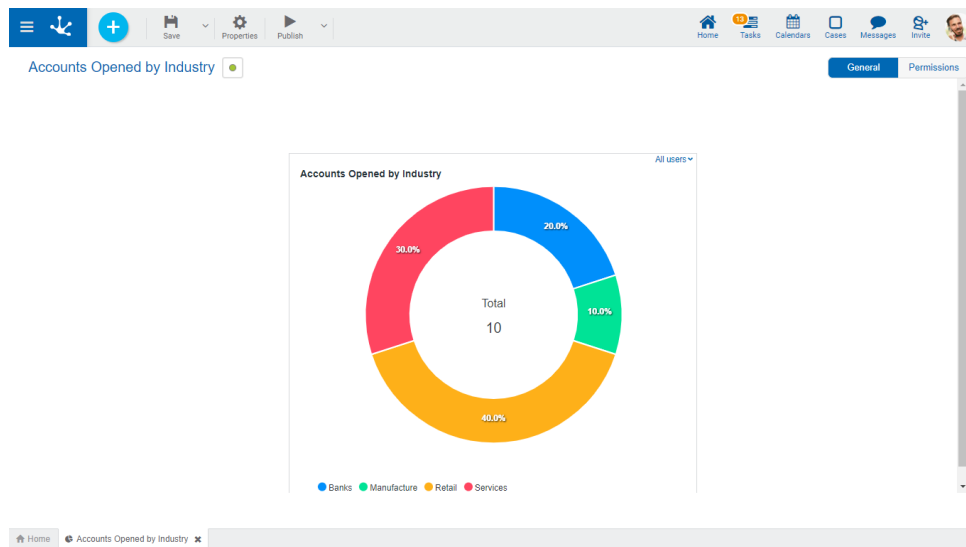 Save
Properties
Publish
Home
13
Tasks
Calendars
Cases
Messages
Invite
Accounts Opened by Industry
General
Permissions
All users
Accounts Opened by Industry
20.0%
30.0%
Total
10.0%
10
40.0%
Banks Manufacture Retail Services
Home
Accounts Opened by Industry